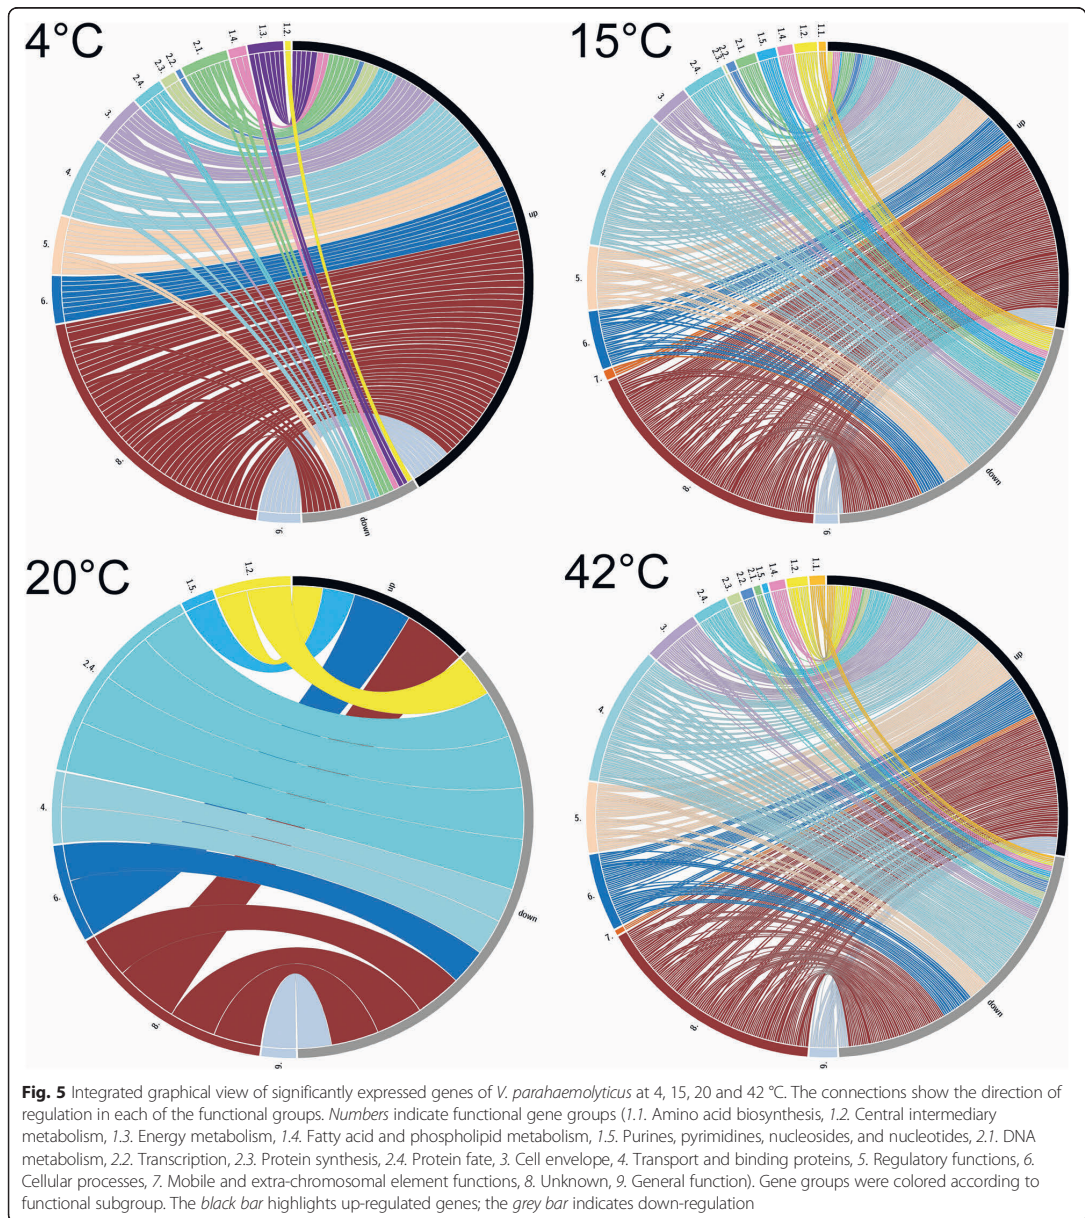 4°C
1.2.
1.3.
1.4.
2.1.
2.2.
2.3.
2.4.
3.
4.
5.
6.
8.
9.
up
down
15°C
1.1.
1.2.
1.4.
1.5.
2.1.
2.2.
2.3.
2.4.
3.
4.
5.
6.
7.
8.
9.
up
down
20°C
1.2.
1.5.
2.4.
4.
6.
8.
9.
up
down
42°C
1.1.
1.2.
1.4.
1.5.
2.1.
2.2.
2.3.
2.4.
3.
4.
5.
6.
7.
8.
9.
up
down
Fig. 5 Integrated graphical view of significantly expressed genes of V. parahaemolyticus at 4, 15, 20 and 42 °C. The connections show the direction of
regulation in each of the functional groups. Numbers indicate functional gene groups (1.1. Amino acid biosynthesis, 1.2. Central intermediary
metabolism, 1.3. Energy metabolism, 1.4. Fatty acid and phospholipid metabolism, 1.5. Purines, pyrimidines, nucleosides, and nucleotides, 2.1. DNA
metabolism, 2.2. Transcription, 2.3. Protein synthesis, 2.4. Protein fate, 3. Cell envelope, 4. Transport and binding proteins, 5. Regulatory functions, 6.
Cellular processes, 7. Mobile and extra-chromosomal element functions, 8. Unknown, 9. General function). Gene groups were colored according to
functional subgroup. The black bar highlights up-regulated genes; the grey bar indicates down-regulation